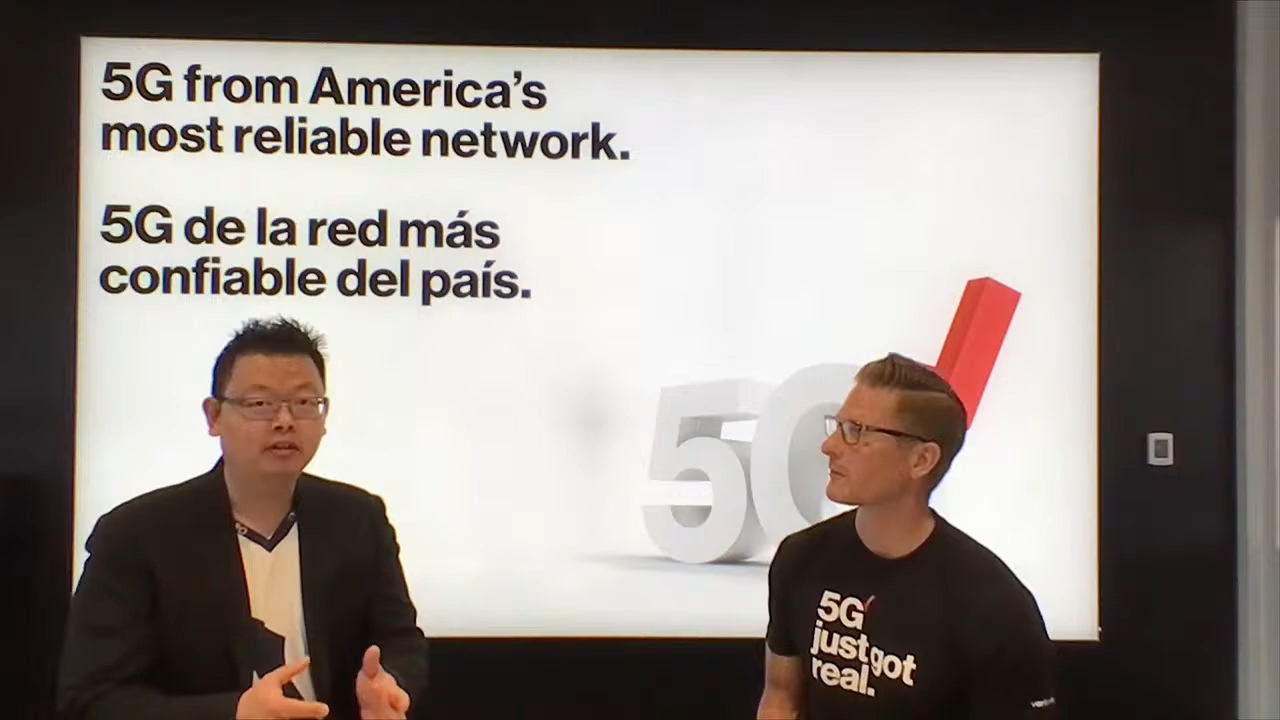 5G from America's
most reliable network.
5G de la red más
confiable del país.
5G
5G
just got
real.